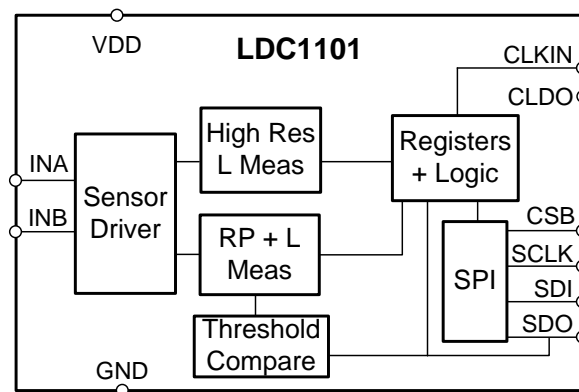 VDD
LDC1101
CLKIN
CLDO
High Res
L Meas
Registers
+ Logic
INA
INB
Sensor
Driver
RP + L
Meas
CSB
SCLK
SPI
SDI
SDO
Threshold
Compare
GND